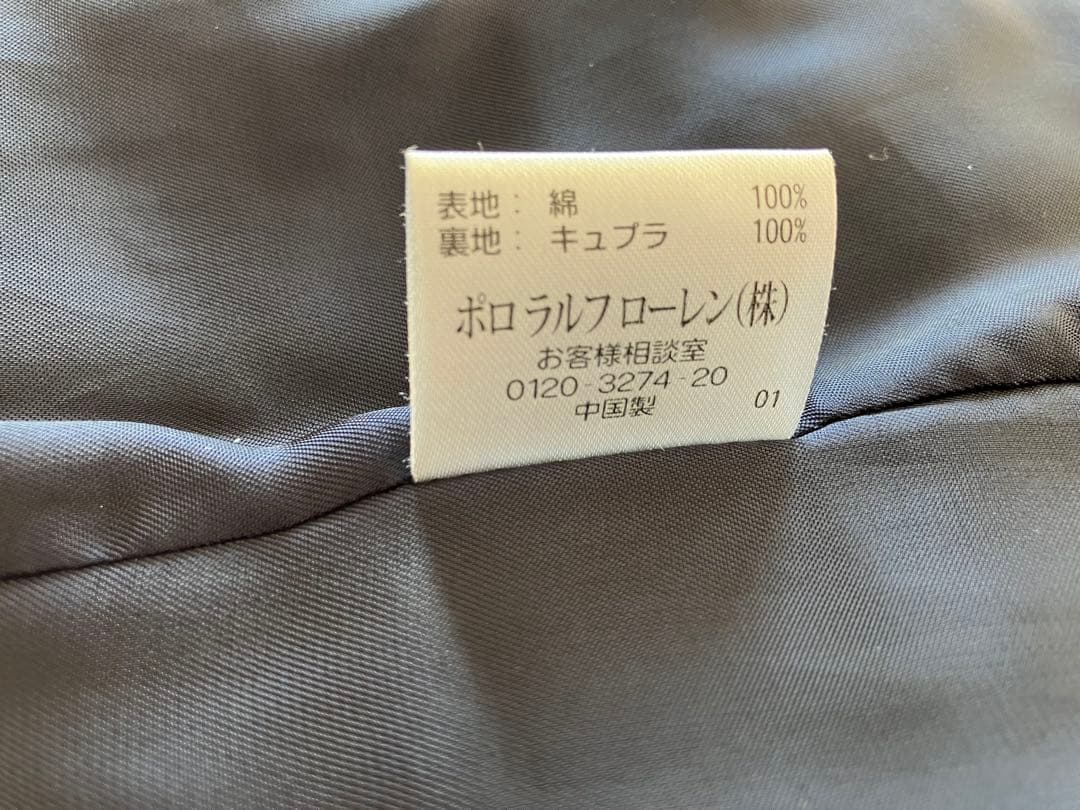 表地： 綿 100%
裏地： キュプラ 100%
ポロ ラルフ ローレン(株)
お客様相談室
0120-3274-20
中国製 01